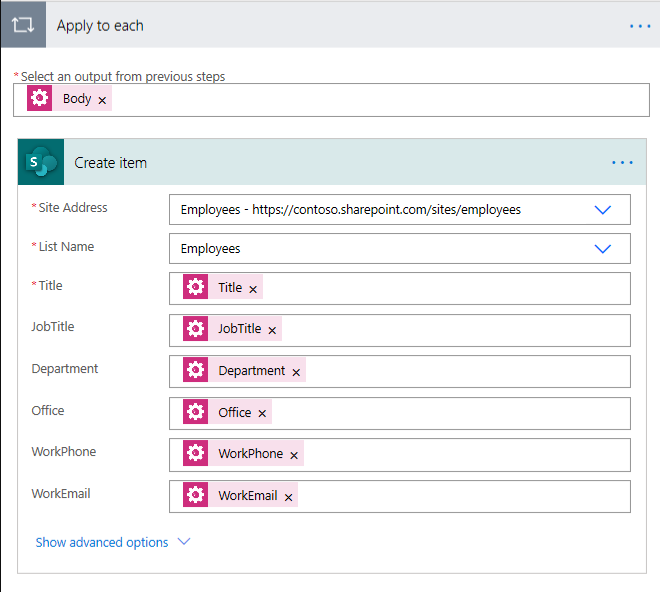 Apply to each
* Select an output from previous steps
Body ×
S Create item
* Site Address Employees - https://contoso.sharepoint.com/sites/employees
* List Name Employees
* Title Title ×
JobTitle JobTitle ×
Department Department ×
Office Office ×
WorkPhone WorkPhone ×
WorkEmail WorkEmail ×
Show advanced options